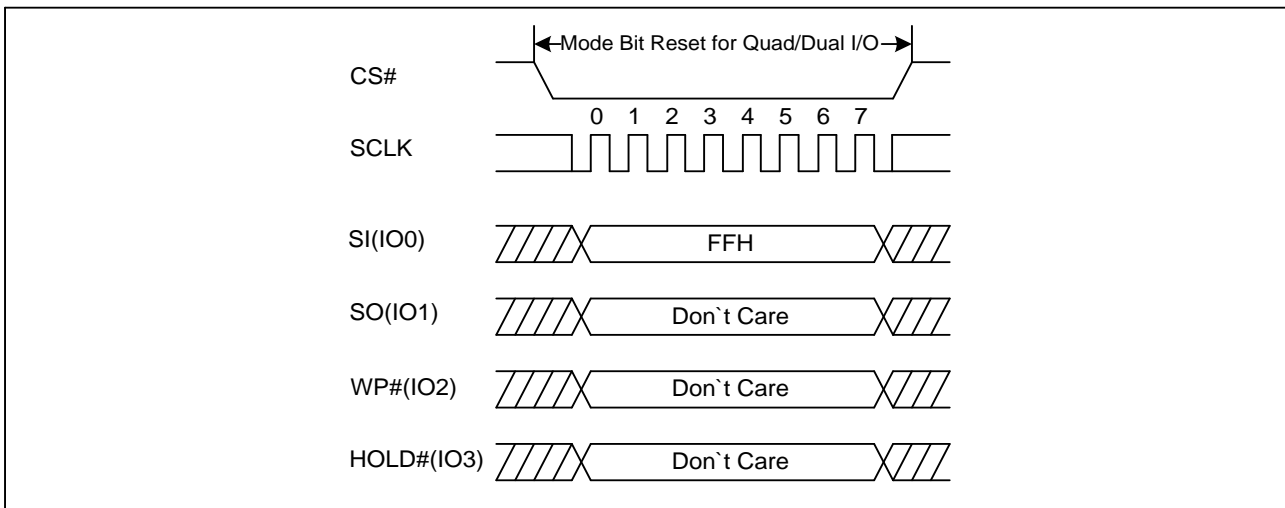 Mode Bit Reset for Quad/Dual I/O
CS#
0 1 2 3 4 5 6 7
SCLK
SI(IO0) FFH
SO(IO1) Don`t Care
WP#(IO2) Don`t Care
HOLD#(IO3) Don`t Care